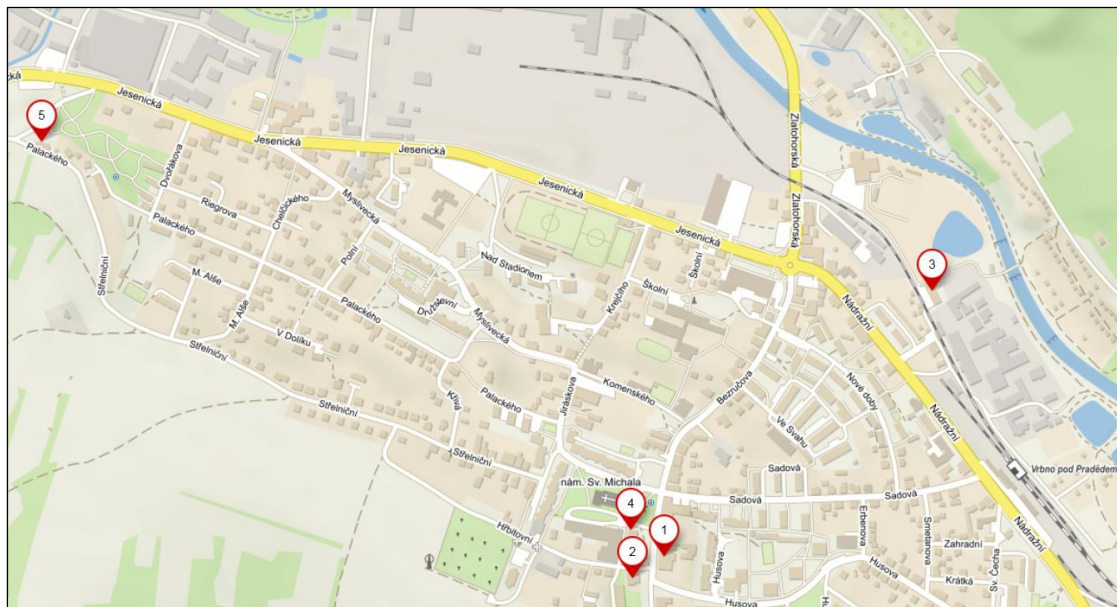 5
cká
Jesenická
Palackého
Dvořákova
Jesenická
Jesenická
Zlatohorská
Jesenická
Zlatohorská
Riegrova
Chelčického
Myslivecká
Palackého
Polní
Střelniční
M. Alše
M. Alše
Nad Stadionem
Školní
Školní
Krejčího
Jesenická
3
Družstevní
Palackého
Myslivecká
V Dolíku
Střelniční
Nádražní
Komenského
Jiráskova
Bezručova
Nové doby
Střelniční
Křivá
Palackého
Ve Svahu
Nádražní
Střelniční
nám. Sv. Michala
Sadová
Sadová
Sadová
Vrbno pod Pradědem
4
1
2
Hřbitovní
Husova
Erbenova
Smetanova
Zahradní
Nádražní
Husova
Krátká
Sv. Čecha
Husova